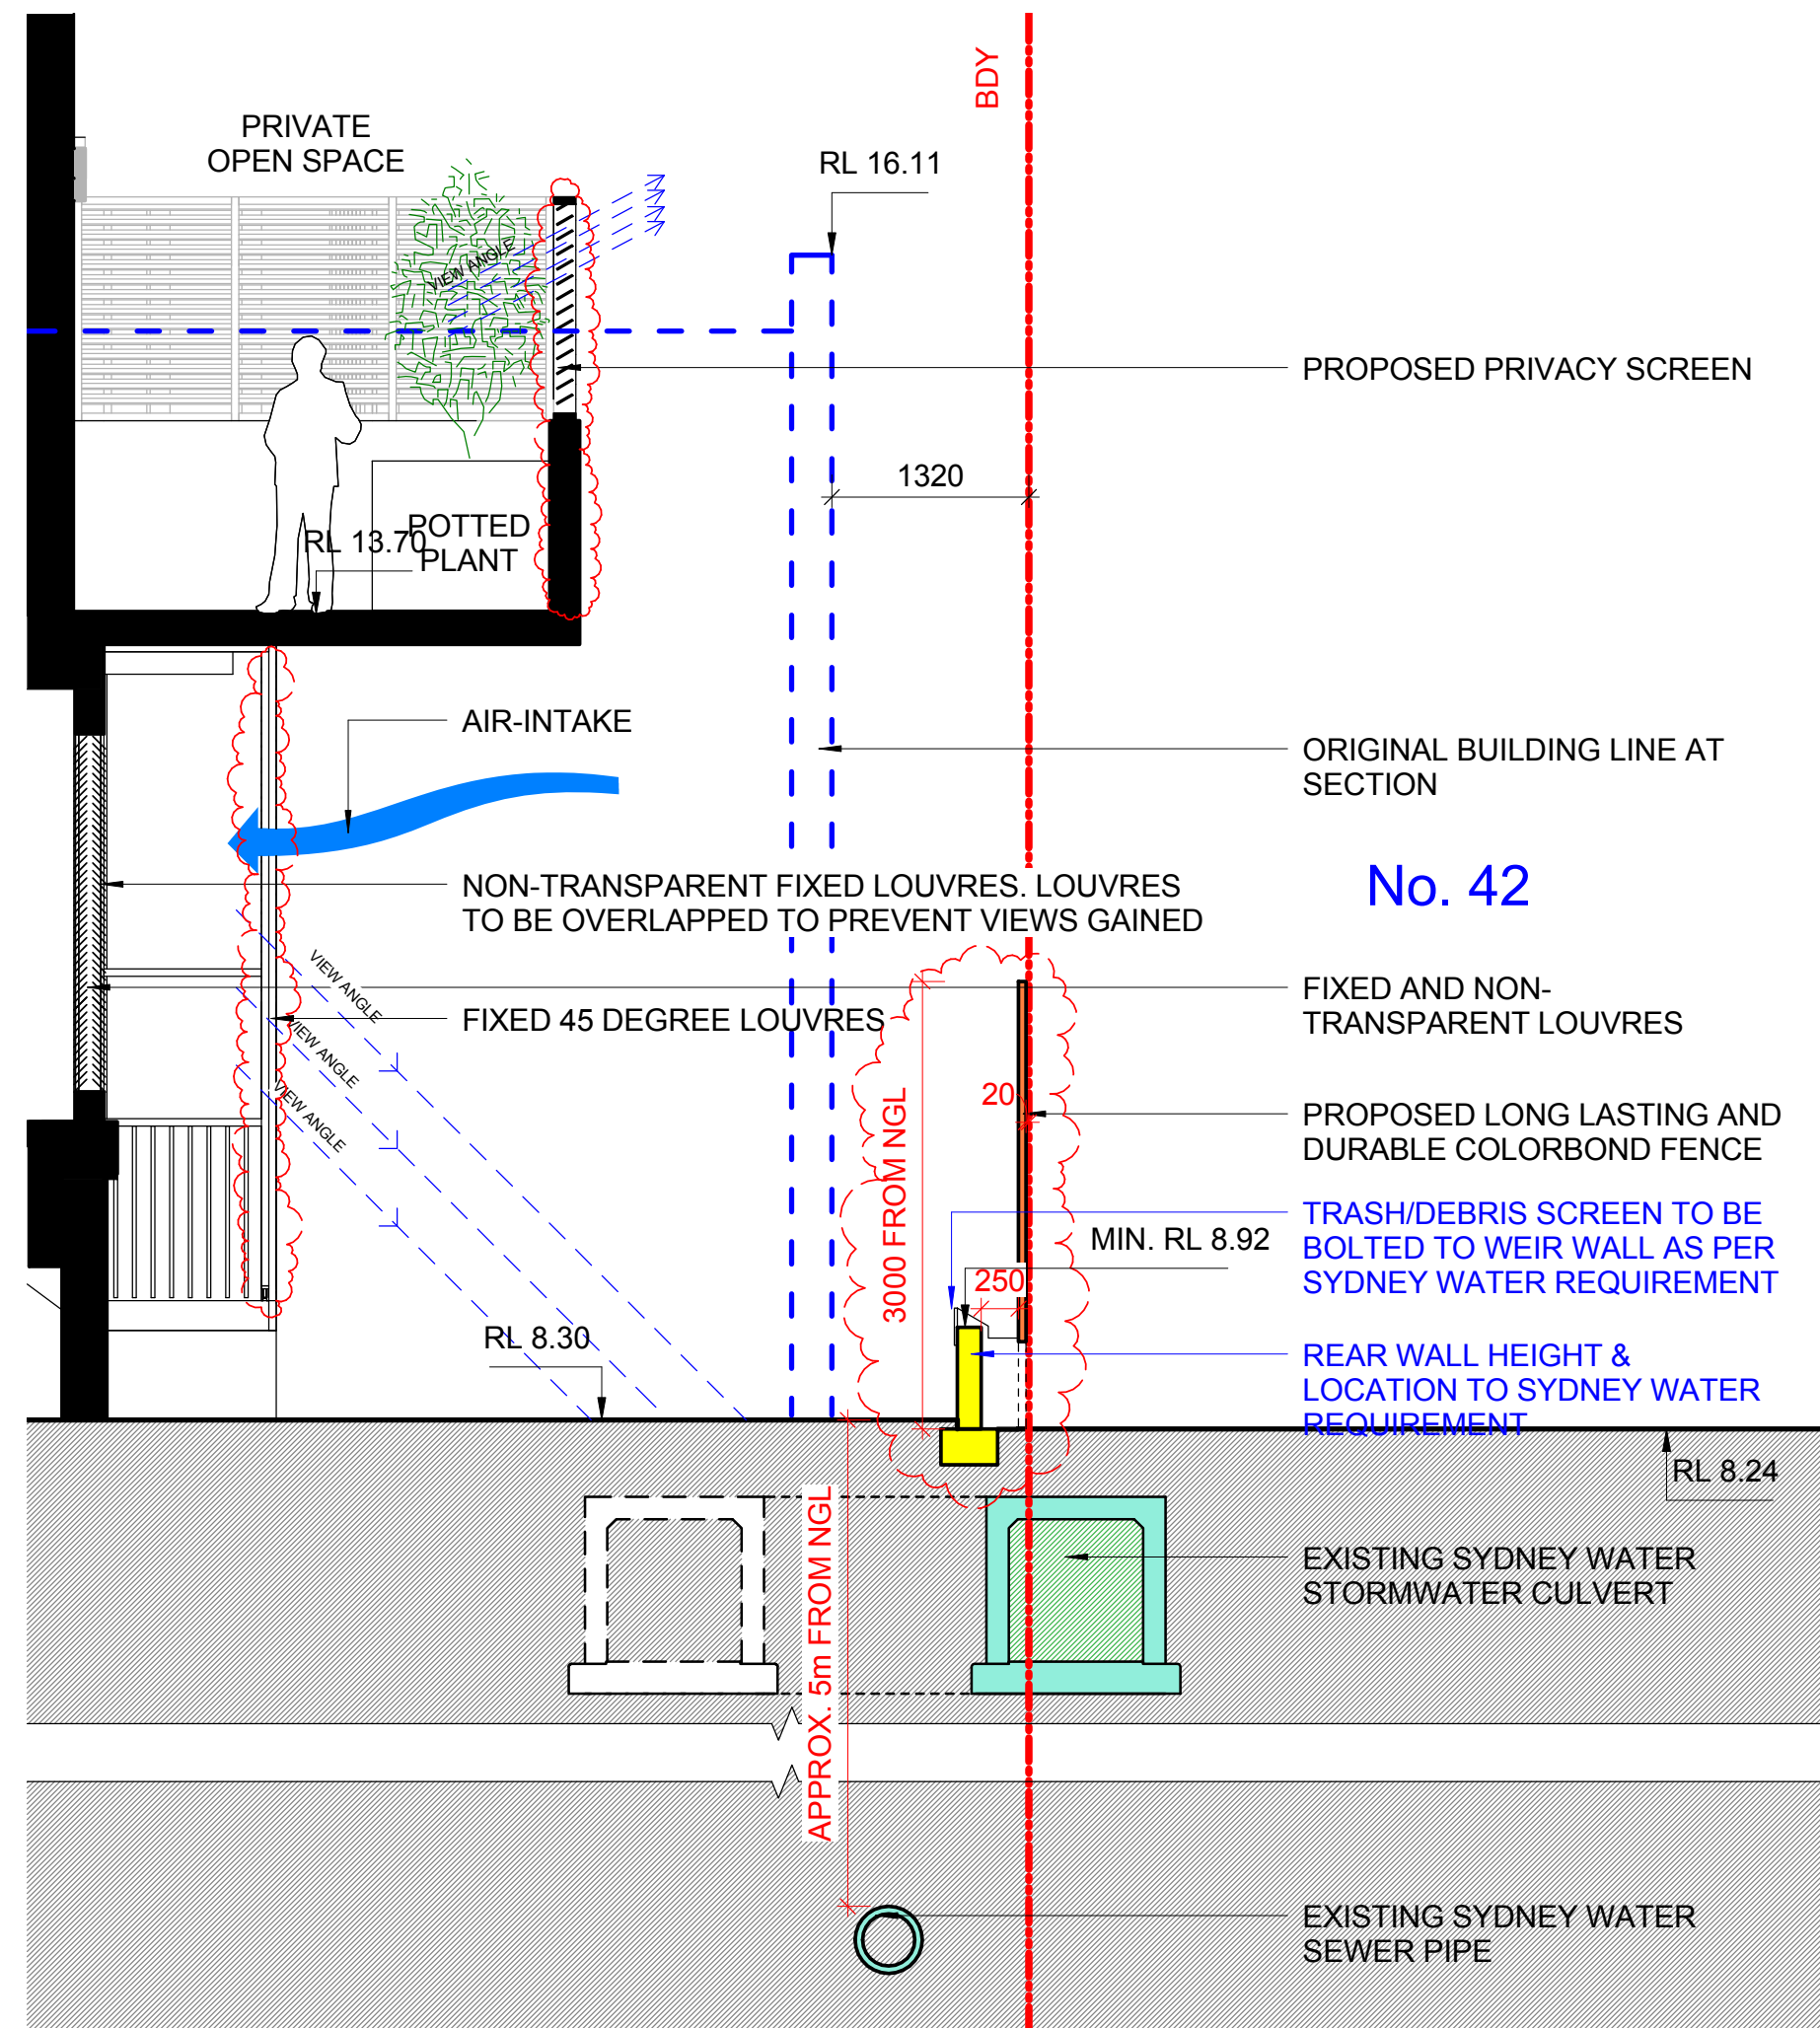 BDY
PRIVATE
OPEN SPACE
RL 16.11
VIEW ANGLE
PROPOSED PRIVACY SCREEN
1320
POTTED
PLANT
RL 13.70
AIR-INTAKE
ORIGINAL BUILDING LINE AT
SECTION
No. 42
NON-TRANSPARENT FIXED LOUVRES. LOUVRES
TO BE OVERLAPPED TO PREVENT VIEWS GAINED
VIEW ANGLE
VIEW ANGLE
VIEW ANGLE
FIXED 45 DEGREE LOUVRES
FIXED AND NON-
TRANSPARENT LOUVRES
3000 FROM NGL
20
PROPOSED LONG LASTING AND
DURABLE COLORBOND FENCE
TRASH/DEBRIS SCREEN TO BE
BOLTED TO WEIR WALL AS PER
SYDNEY WATER REQUIREMENT
MIN. RL 8.92
250
RL 8.30
REAR WALL HEIGHT &
LOCATION TO SYDNEY WATER
REQUIREMENT
RL 8.24
APPROX. 5m FROM NGL
EXISTING SYDNEY WATER
STORMWATER CULVERT
EXISTING SYDNEY WATER
SEWER PIPE